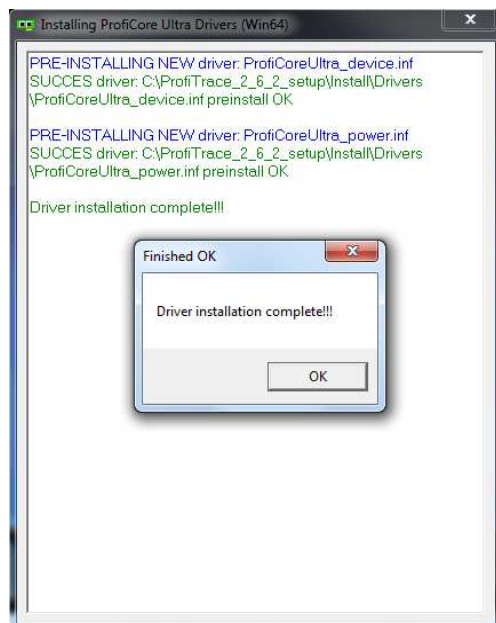 Installing ProfiCore Ultra Drivers (Win64)
PRE-INSTALLING NEW driver: ProfiCoreUltra_device.inf
SUCCES driver: C:\ProfiTrace_2_6_2_setup\Install\Drivers
\ProfiCoreUltra_device.inf preinstall OK
PRE-INSTALLING NEW driver: ProfiCoreUltra_power.inf
SUCCES driver: C:\ProfiTrace_2_6_2_setup\Install\Drivers
\ProfiCoreUltra_power.inf preinstall OK
Driver installation complete!!!
Finished OK
Driver installation complete!!!
OK